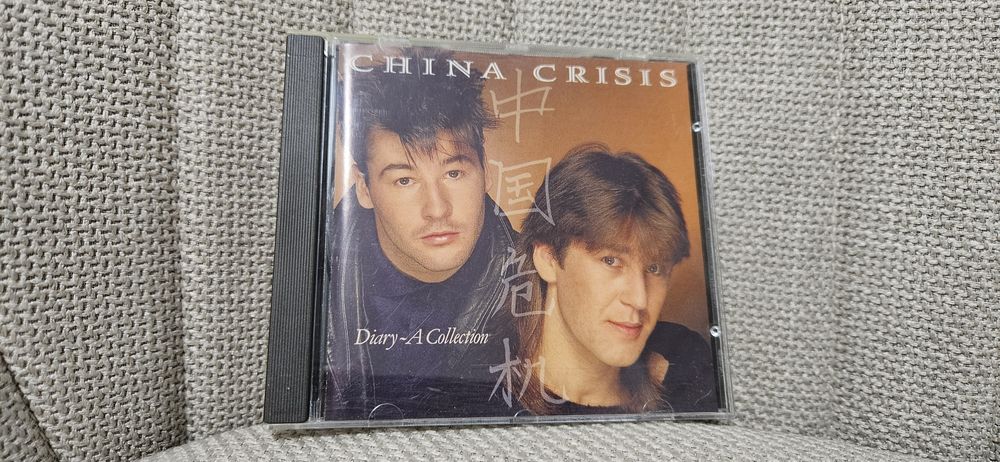 CHINA CRISIS
中
国
危
机
Diary~A Collection